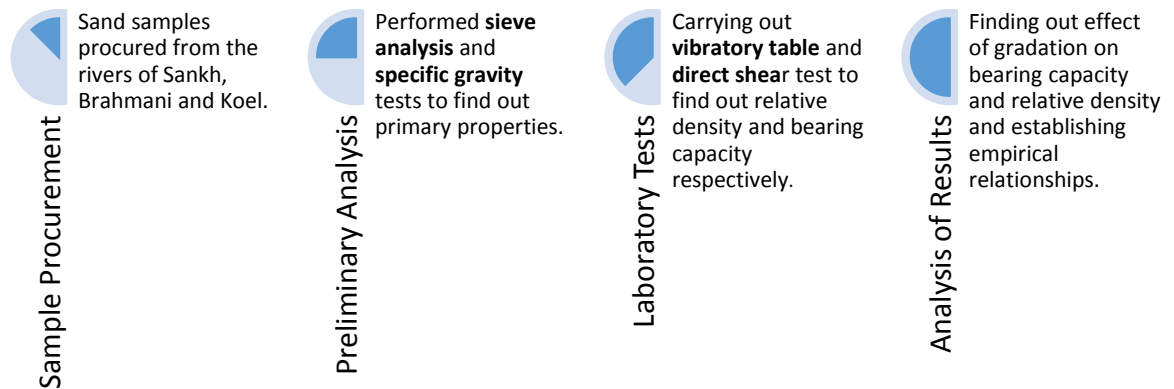 Sample Procurement
Sand samples
procured from the
rivers of Sankh,
Brahmani and Koel.
Preliminary Analysis
Performed sieve
analysis and
specific gravity
tests to find out
primary properties.
Laboratory Tests
Carrying out
vibratory table and
direct shear test to
find out relative
density and bearing
capacity
respectively.
Analysis of Results
Finding out effect
of gradation on
bearing capacity
and relative density
and establishing
empirical
relationships.